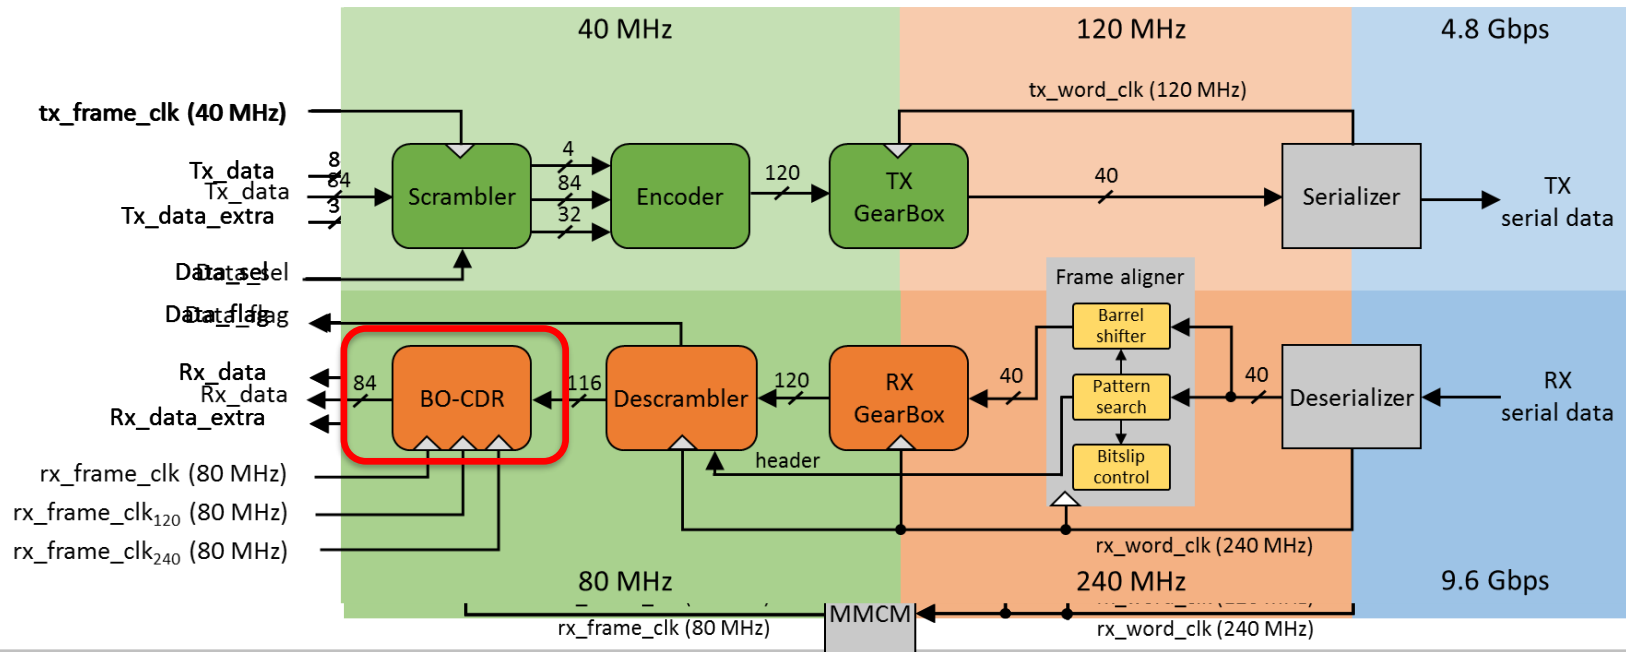 40 MHz
120 MHz
4.8 Gbps
tx_frame_clk (40 MHz)
tx_word_clk (120 MHz)
Tx_data
8
Tx_data
84
Tx_data_extra
3
Scrambler
4
84
32
Encoder
120
TX
GearBox
40
Serializer
TX
serial data
Data_sel
Data_sel
Frame aligner
Data_flag
Data_flag
Barrel
shifter
Rx_data
Rx_data
84
Rx_data_extra
BO-CDR
116
Descrambler
120
RX
GearBox
40
Pattern
search
40
Deserializer
RX
serial data
header
Bitslip
control
rx_frame_clk (80 MHz)
rx_frame_clk120 (80 MHz)
rx_frame_clk240 (80 MHz)
rx_word_clk (240 MHz)
80 MHz
240 MHz
9.6 Gbps
MMCM
rx_frame_clk (80 MHz)
rx_word_clk (240 MHz)